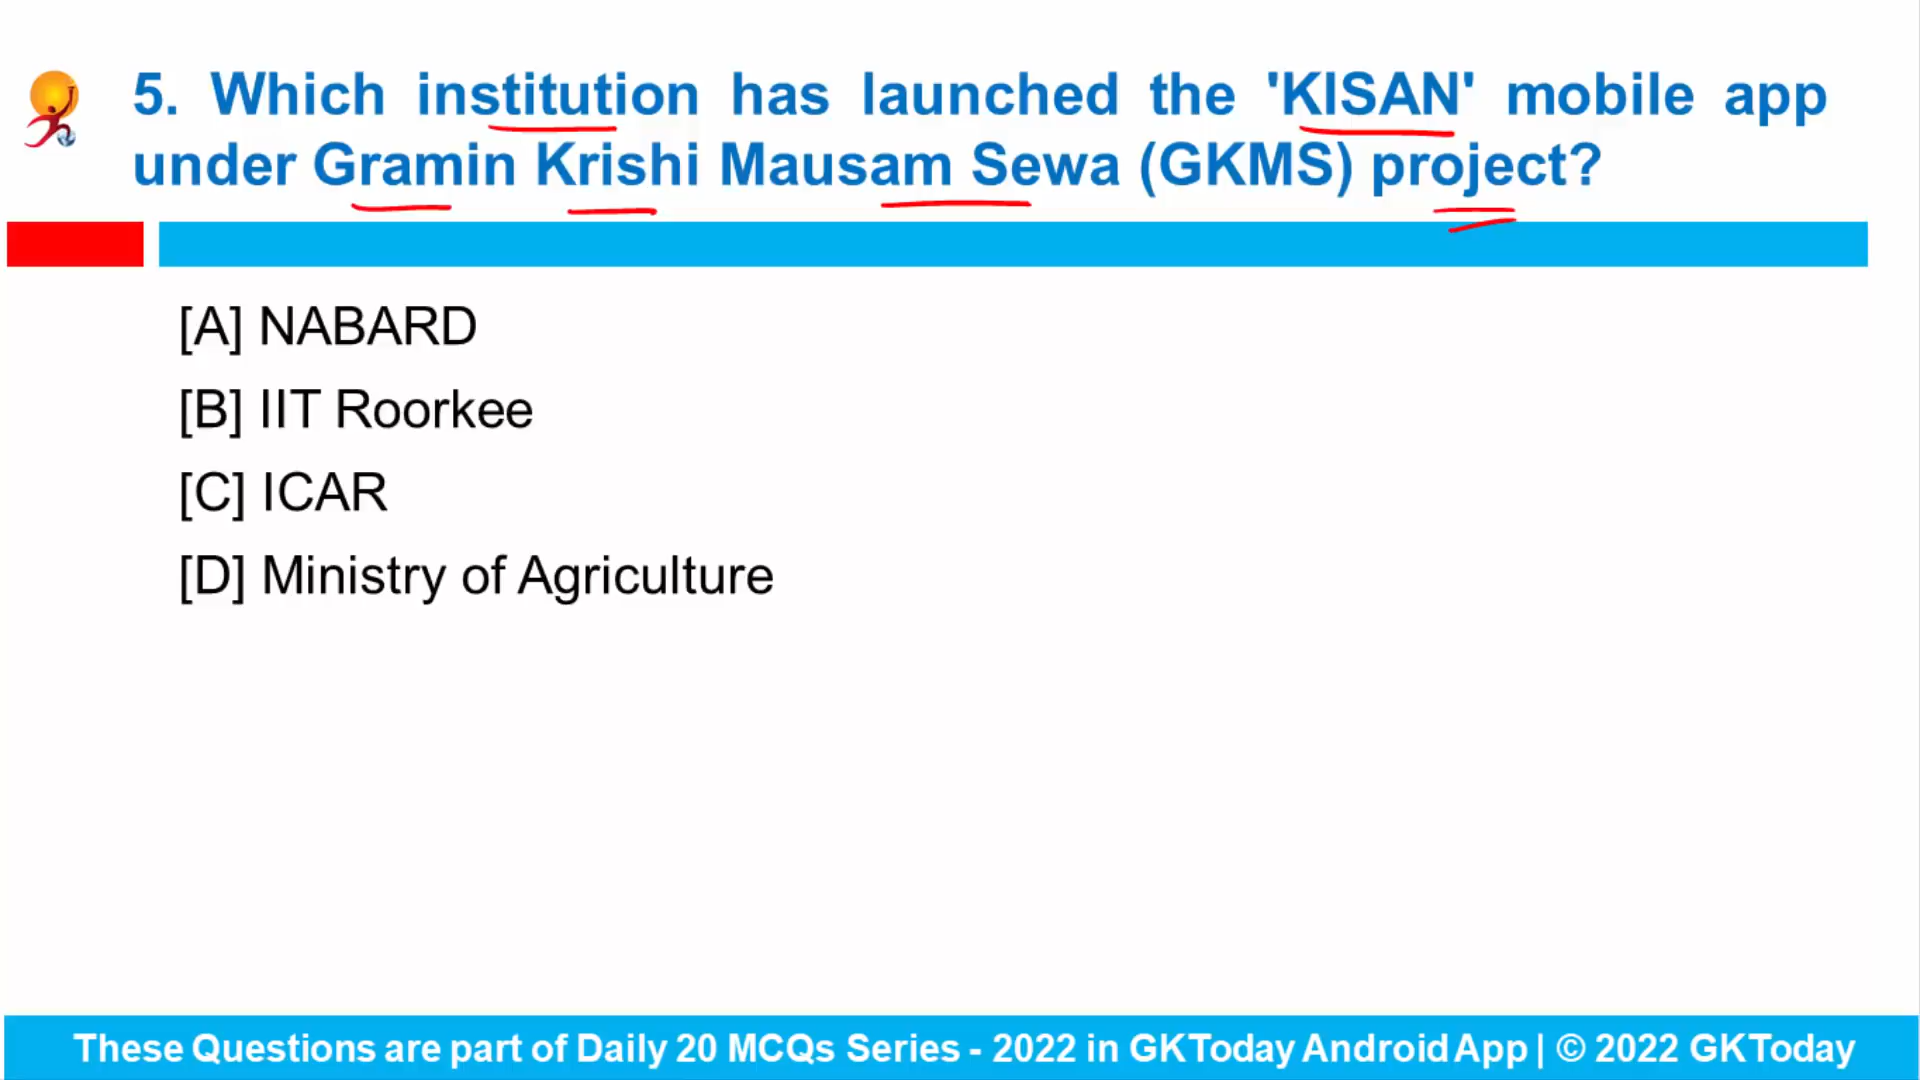 5. Which institution has launched the 'KISAN' mobile app
under Gramin Krishi Mausam Sewa (GKMS) project?
[A] NABARD
[B] IIT Roorkee
[C] ICAR
[D] Ministry of Agriculture
These Questions are part of Daily 20 MCQs Series - 2022 in GKToday Android App | © 2022 GKToday